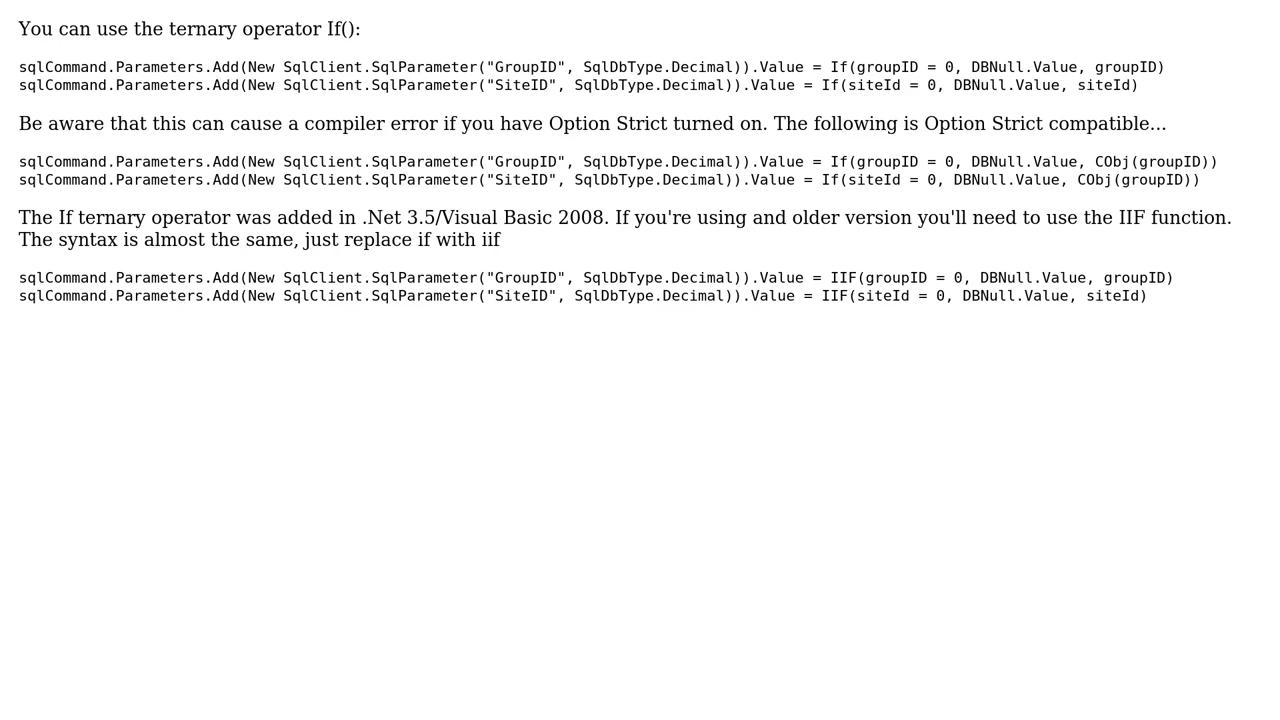 You can use the ternary operator If():
sqlCommand.Parameters.Add(New SqlClient.SqlParameter("GroupID", SqlDbType.Decimal)).Value = If(groupID = 0, DBNull.Value, groupID)
sqlCommand.Parameters.Add(New SqlClient.SqlParameter("SiteID", SqlDbType.Decimal)).Value = If(siteId = 0, DBNull.Value, siteId)
Be aware that this can cause a compiler error if you have Option Strict turned on. The following is Option Strict compatible...
sqlCommand.Parameters.Add(New SqlClient.SqlParameter("GroupID", SqlDbType.Decimal)).Value = If(groupID = 0, DBNull.Value, CObj(groupID))
sqlCommand.Parameters.Add(New SqlClient.SqlParameter("SiteID", SqlDbType.Decimal)).Value = If(siteId = 0, DBNull.Value, CObj(groupID))
The If ternary operator was added in .Net 3.5/Visual Basic 2008. If you're using and older version you'll need to use the IIF function.
The syntax is almost the same, just replace if with iif
sqlCommand.Parameters.Add(New SqlClient.SqlParameter("GroupID", SqlDbType.Decimal)).Value = IIF(groupID = 0, DBNull.Value, groupID)
sqlCommand.Parameters.Add(New SqlClient.SqlParameter("SiteID", SqlDbType.Decimal)).Value = IIF(siteId = 0, DBNull.Value, siteId)